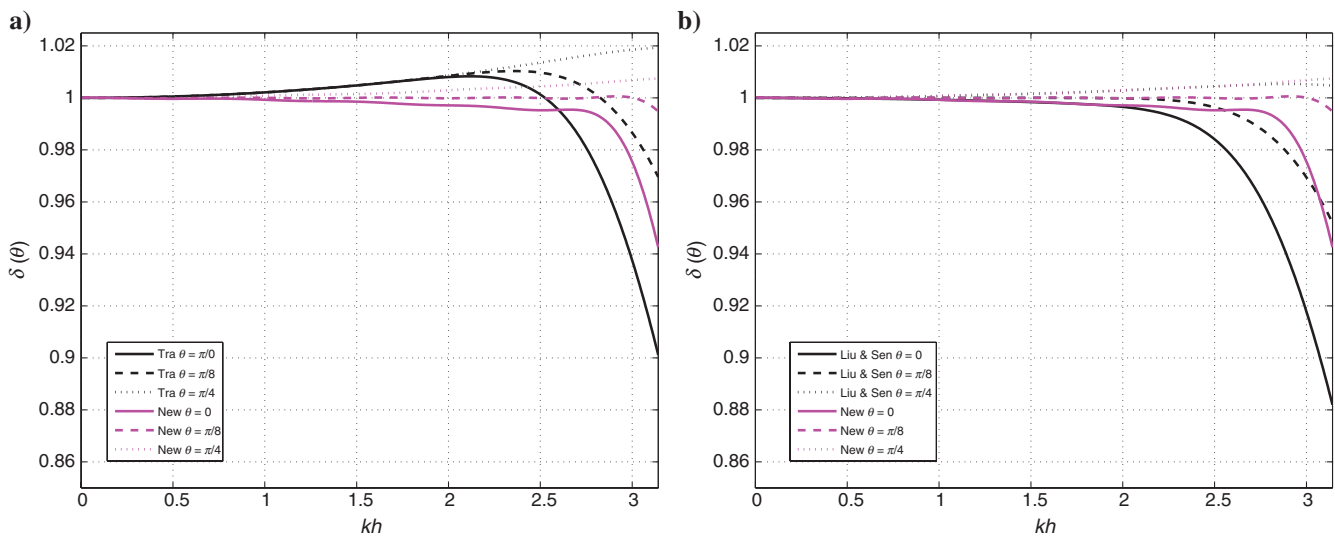 a)
1.02
1
0.98
0.96
0.94
0.92
0.9
0.88
0.86
δ (θ)
Tra θ = π/0
Tra θ = π/8
Tra θ = π/4
New θ = 0
New θ = π/8
New θ = π/4
0 0.5 1 1.5 2 2.5 3
kh
b)
1.02
1
0.98
0.96
0.94
0.92
0.9
0.88
0.86
δ (θ)
Liu & Sen θ = 0
Liu & Sen θ = π/8
Liu & Sen θ = π/4
New θ = 0
New θ = π/8
New θ = π/4
0 0.5 1 1.5 2 2.5 3
kh